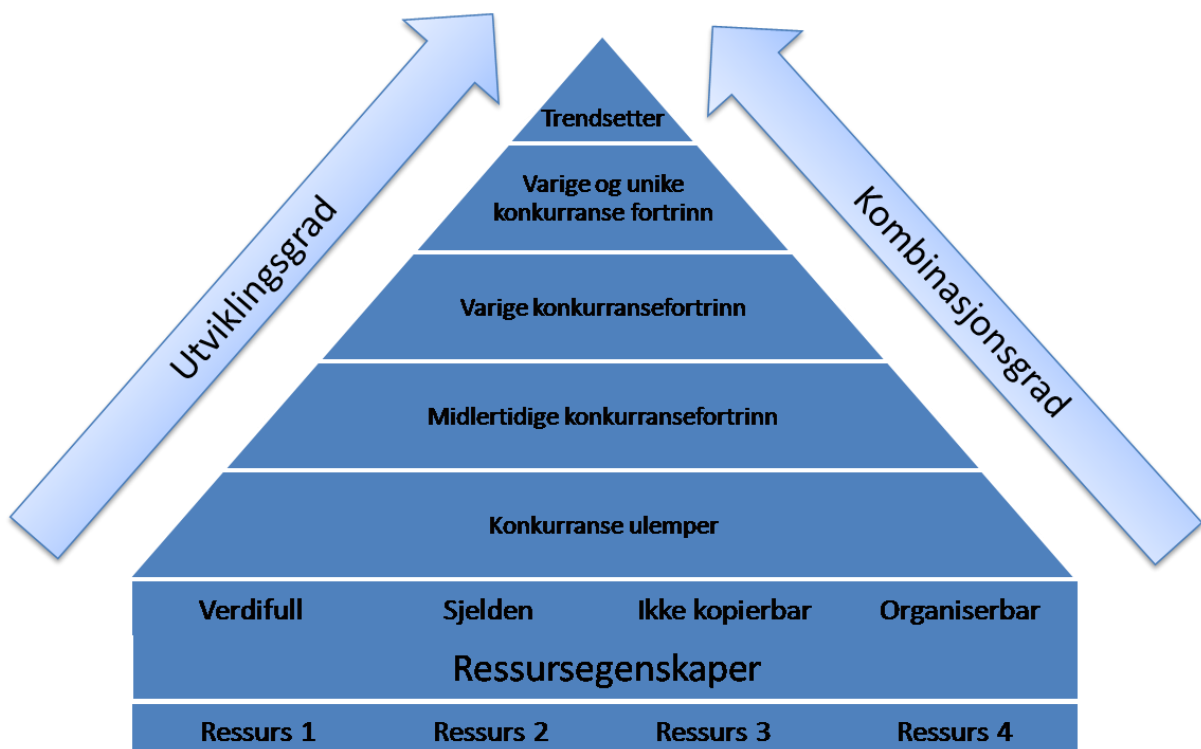 Utviklingsgrad
Kombinasjonsgrad
Trendsetter
Varige og unike
konkurranse fortrinn
Varige konkurransefortrinn
Midlertidige konkurransefortrinn
Konkurranse ulemper
Verdifull Sjelden Ikke kopierbar Organiserbar
Ressursegenskaper
Ressurs 1 Ressurs 2 Ressurs 3 Ressurs 4